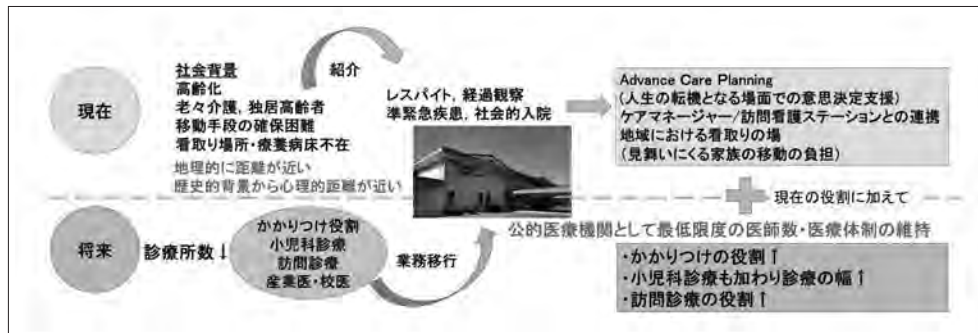 現在
社会背景
高齢化
老々介護，独居高齢者
移動手段の確保困難
看取り場所・療養病床不在
地理的に距離が近い
歴史的背景から心理的距離が近い
紹介
レスパイト，経過観察
準緊急疾患，社会的入院
Advance Care Planning
(人生の転機となる場面での意思決定支援)
ケアマネージャー/訪問看護ステーションとの連携
地域における看取りの場
(見舞いにくる家族の移動の負担)
現在の役割に加えて
将来
診療所数↓
かかりつけ役割
小児科診療
訪問診療
産業医・校医
業務移行
公的医療機関として最低限度の医師数・医療体制の維持
・かかりつけの役割↑
・小児科診療も加わり診療の幅↑
・訪問診療の役割↑